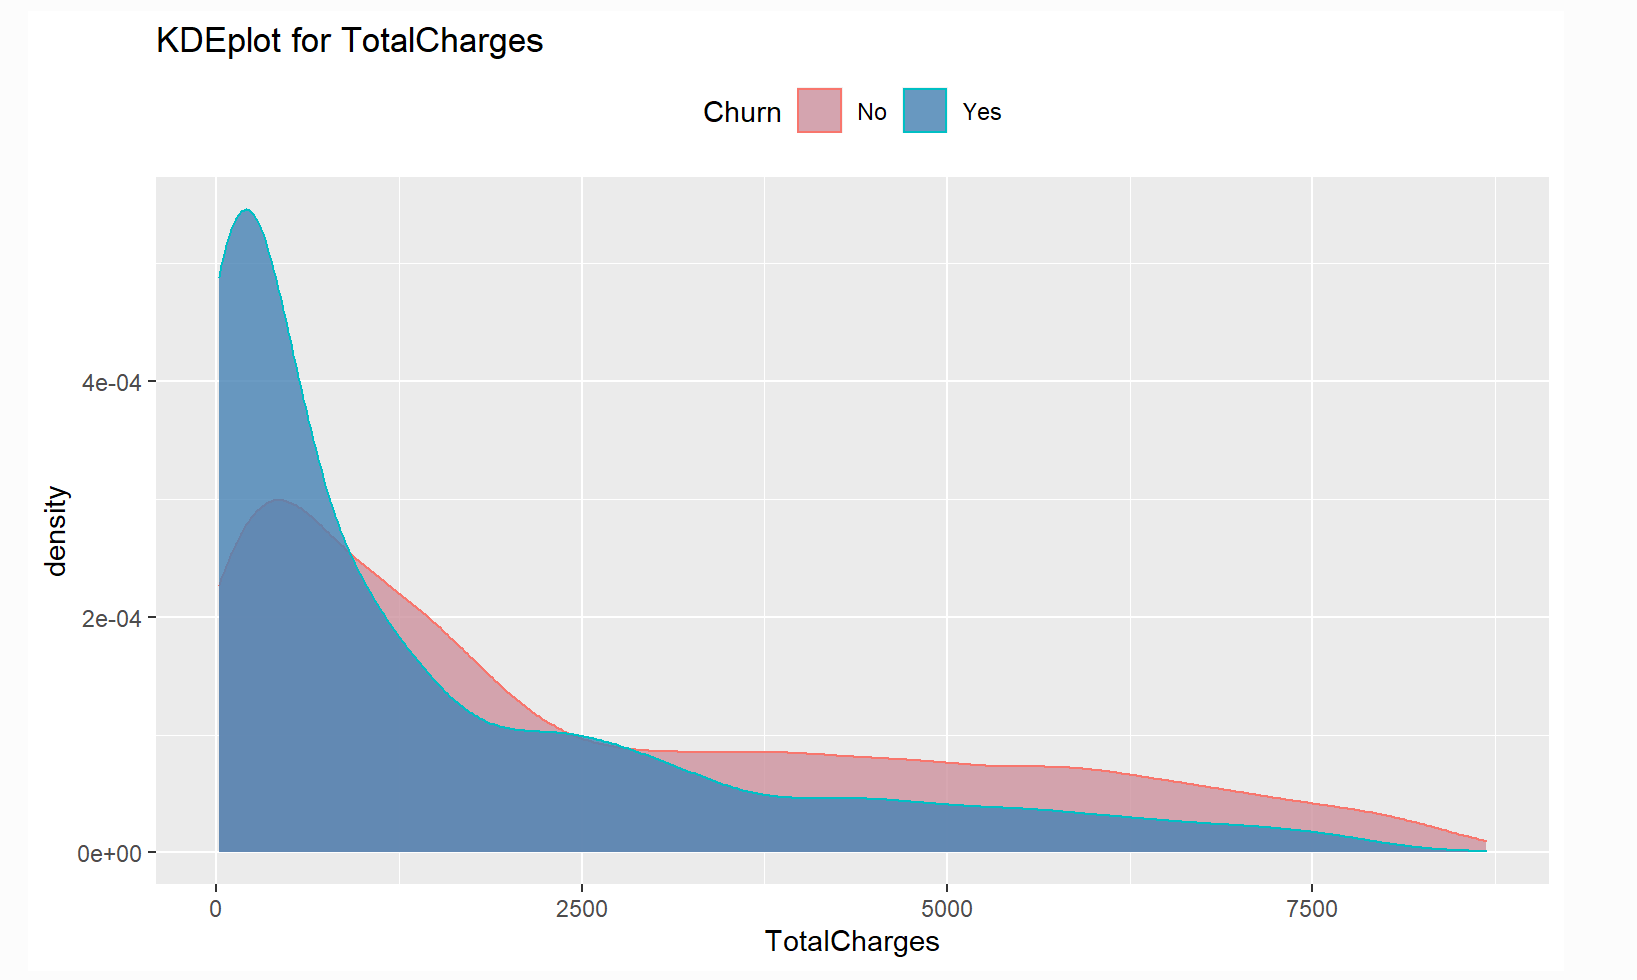 KDEplot for TotalCharges
Churn No Yes
4e-04
2e-04
0e+00
density
0 2500 5000 7500
TotalCharges